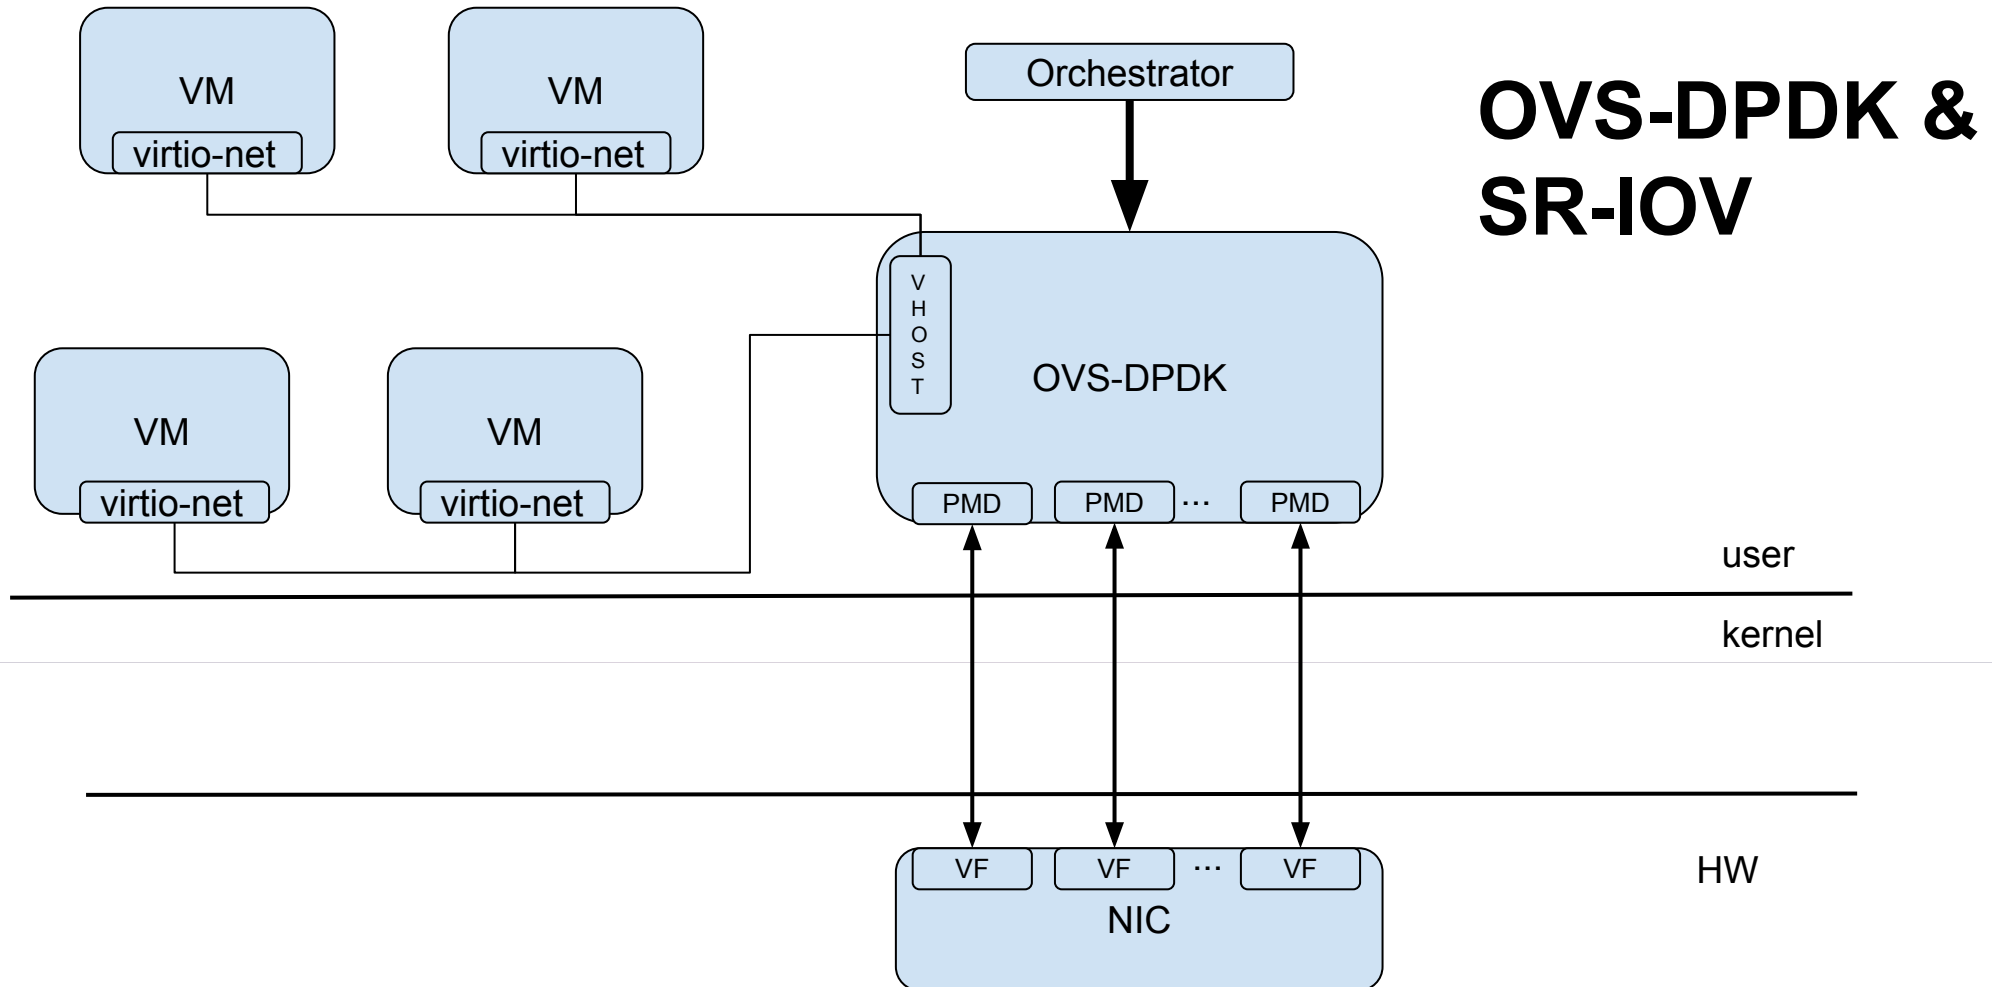 OVS-DPDK &
SR-IOV
VM
virtio-net
VM
virtio-net
Orchestrator
V
H
O
S
T
OVS-DPDK
VM
virtio-net
VM
virtio-net
PMD
PMD
...
PMD
user
kernel
VF
VF
...
VF
HW
NIC